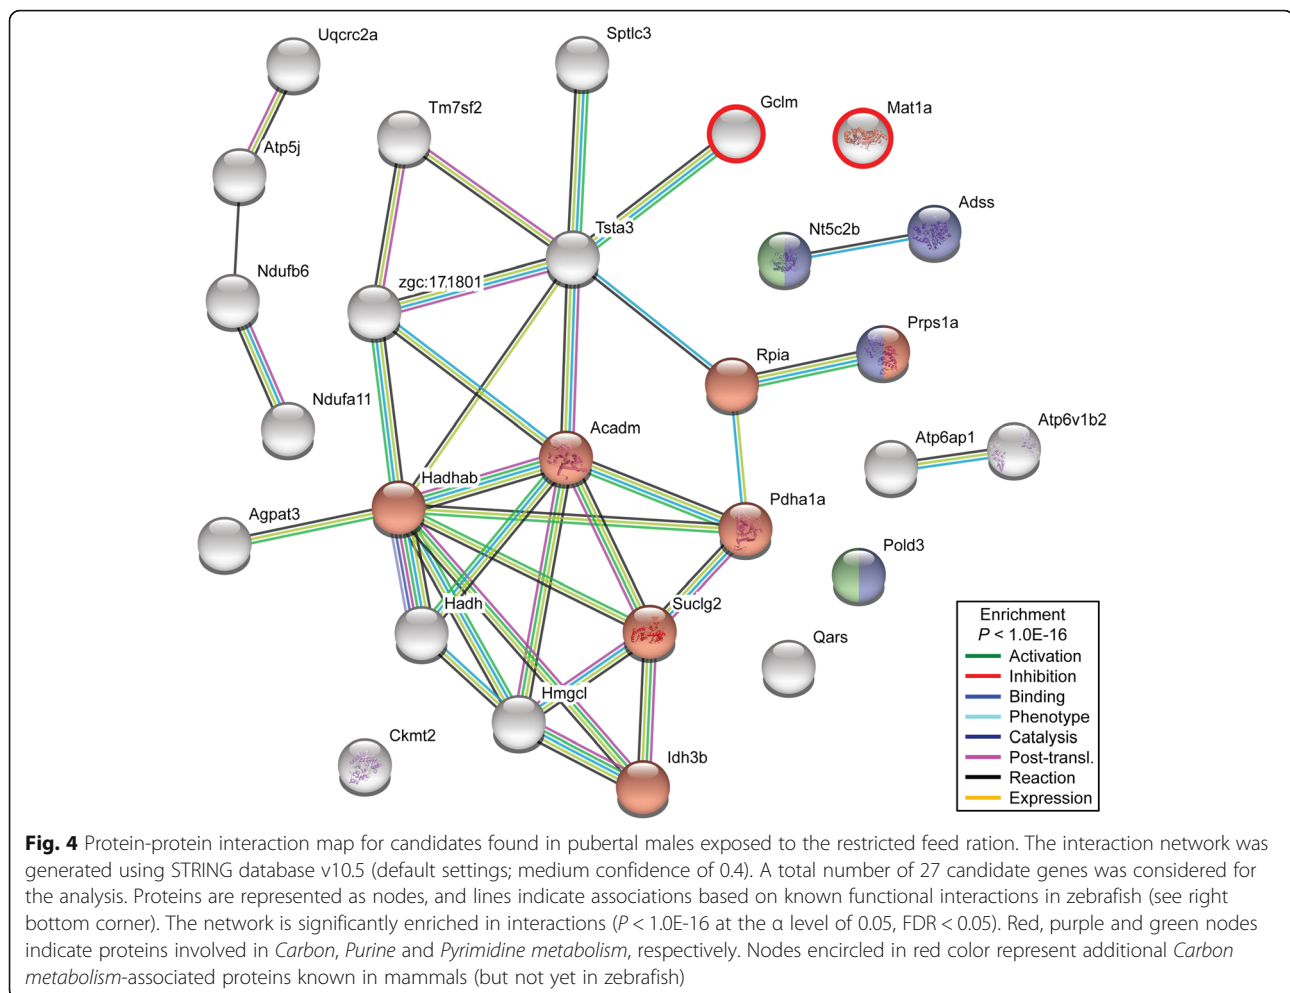 Uqcrc2a
Sptlc3
Tm7sf2
Gclm
Mat1a
Atp5j
Adss
Tsta3
Nt5c2b
Ndufb6
zgc:171801
Prps1a
Rpia
Ndufa11
Acadm
Atp6ap1
Atp6v1b2
Hadhab
Pdha1a
Agpat3
Pold3
Hadh
Suclg2
Qars
Hmgcl
Ckmt2
Idh3b
Enrichment
P < 1.0E-16
Activation
Inhibition
Binding
Phenotype
Catalysis
Post-transl.
Reaction
Expression
Fig. 4 Protein-protein interaction map for candidates found in pubertal males exposed to the restricted feed ration. The interaction network was
generated using STRING database v10.5 (default settings; medium confidence of 0.4). A total number of 27 candidate genes was considered for
the analysis. Proteins are represented as nodes, and lines indicate associations based on known functional interactions in zebrafish (see right
bottom corner). The network is significantly enriched in interactions (P < 1.0E-16 at the α level of 0.05, FDR < 0.05). Red, purple and green nodes
indicate proteins involved in Carbon, Purine and Pyrimidine metabolism, respectively. Nodes encircled in red color represent additional Carbon
metabolism-associated proteins known in mammals (but not yet in zebrafish)